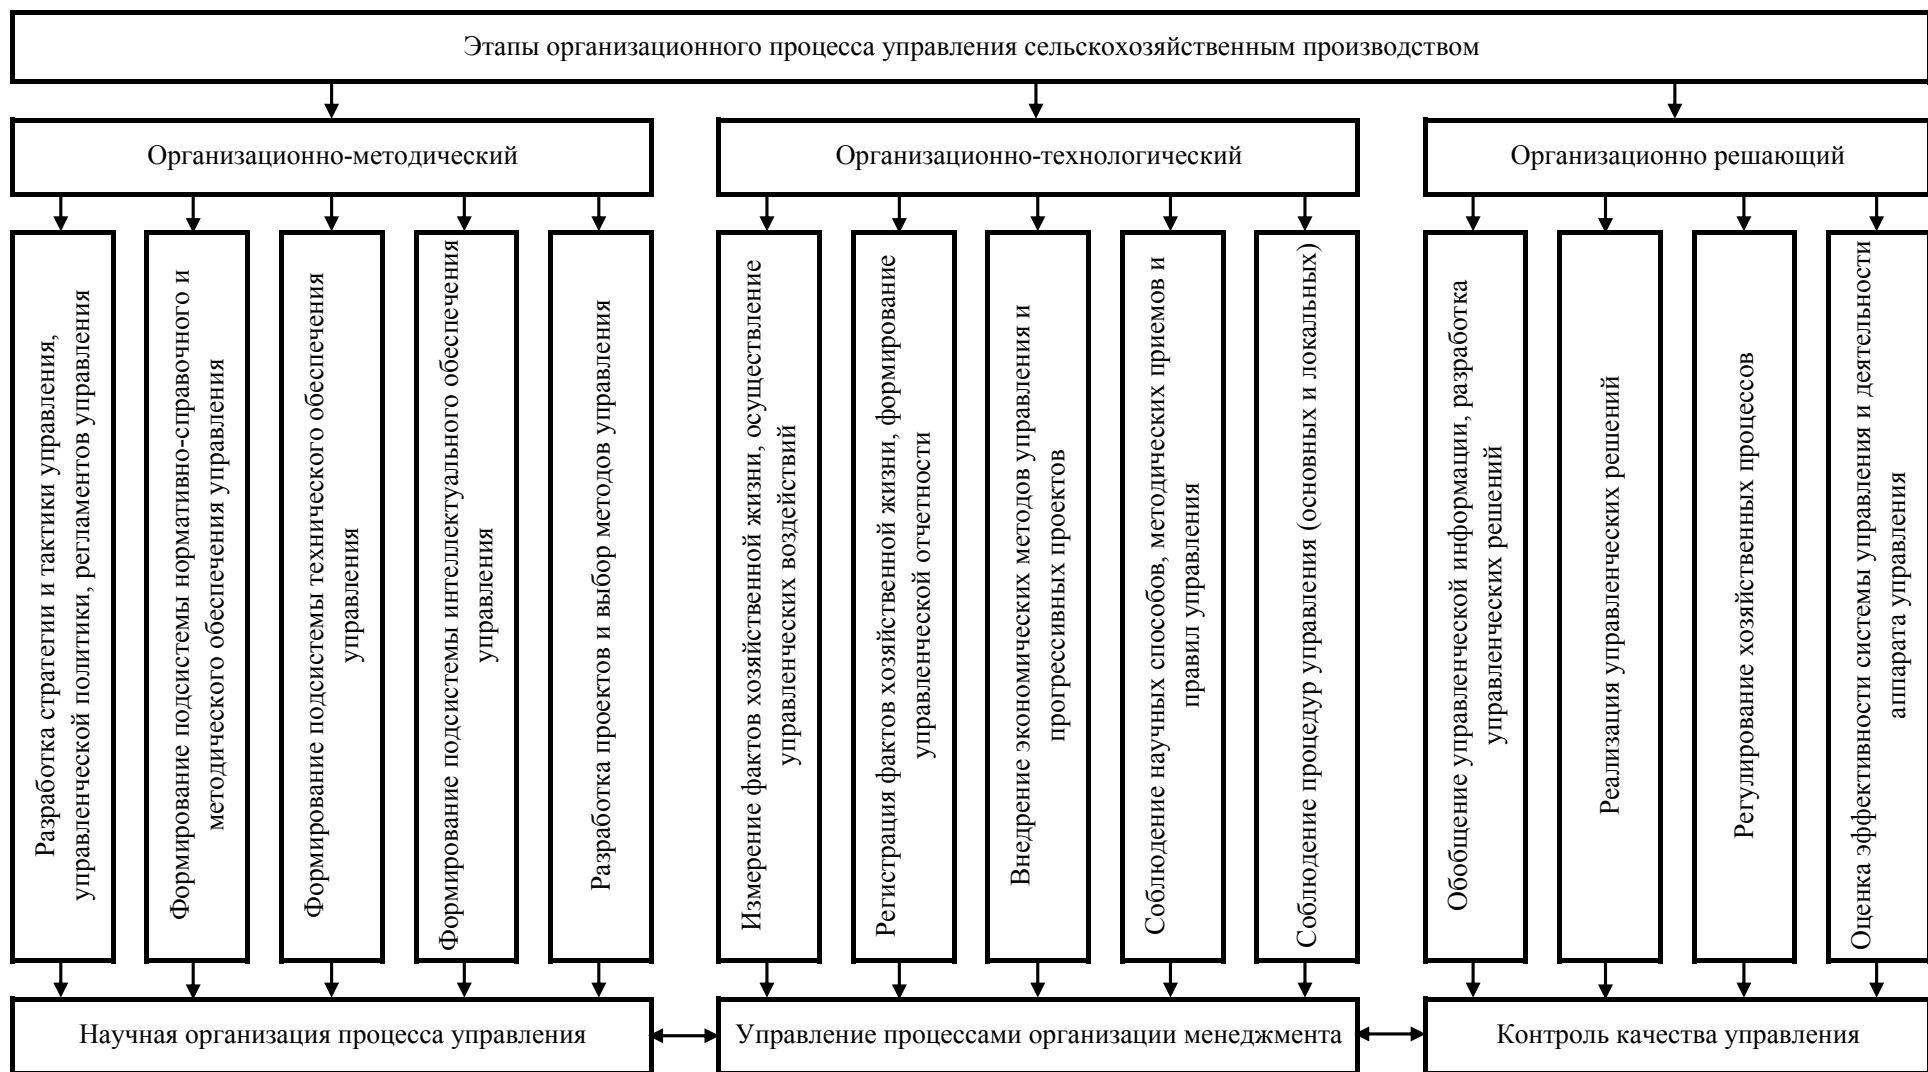 Этапы организационного процесса управления сельскохозяйственным производством
Организационно-методический
Организационно-технологический
Организационно решающий
Разработка стратегии и тактики управления,
управленческой политики, регламентов управления
Формирование подсистемы нормативно-справочного и
методического обеспечения управления
Формирование подсистемы технического обеспечения
управления
Формирование подсистемы интеллектуального обеспечения
управления
Разработка проектов и выбор методов управления
Измерение фактов хозяйственной жизни, осуществление
управленческих воздействий
Регистрация фактов хозяйственной жизни, формирование
управленческой отчетности
Внедрение экономических методов управления и
прогрессивных проектов
Соблюдение научных способов, методических приемов и
правил управления
Соблюдение процедур управления (основных и локальных)
Обобщение управленческой информации, разработка
управленческих решений
Реализация управленческих решений
Регулирование хозяйственных процессов
Оценка эффективности системы управления и деятельности
аппарата управления
Научная организация процесса управления
Управление процессами организации менеджмента
Контроль качества управления